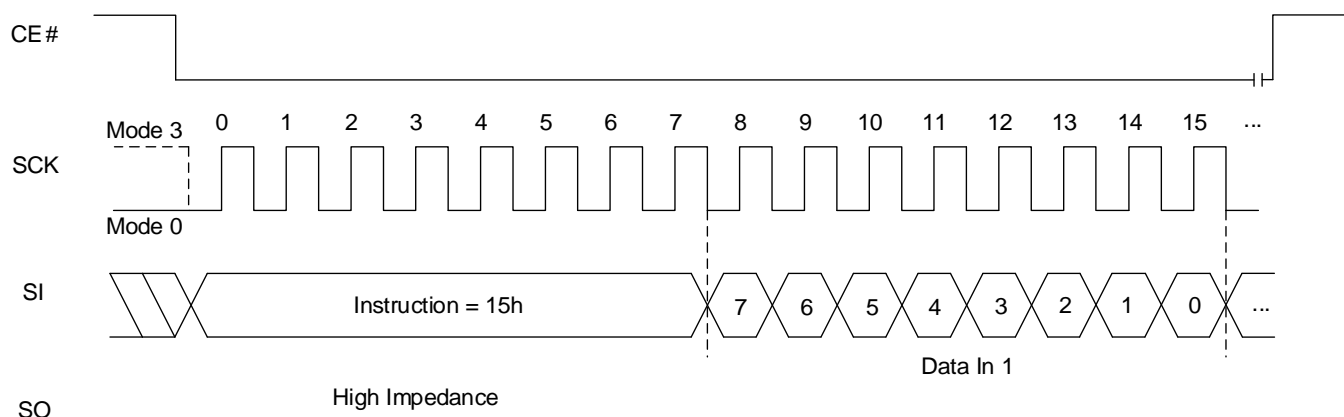 CE#
Mode 3 0 1 2 3 4 5 6 7 8 9 10 11 12 13 14 15 ...
SCK
Mode 0
SI Instruction = 15h 7 6 5 4 3 2 1 0 ...
Data In 1
High Impedance
SO